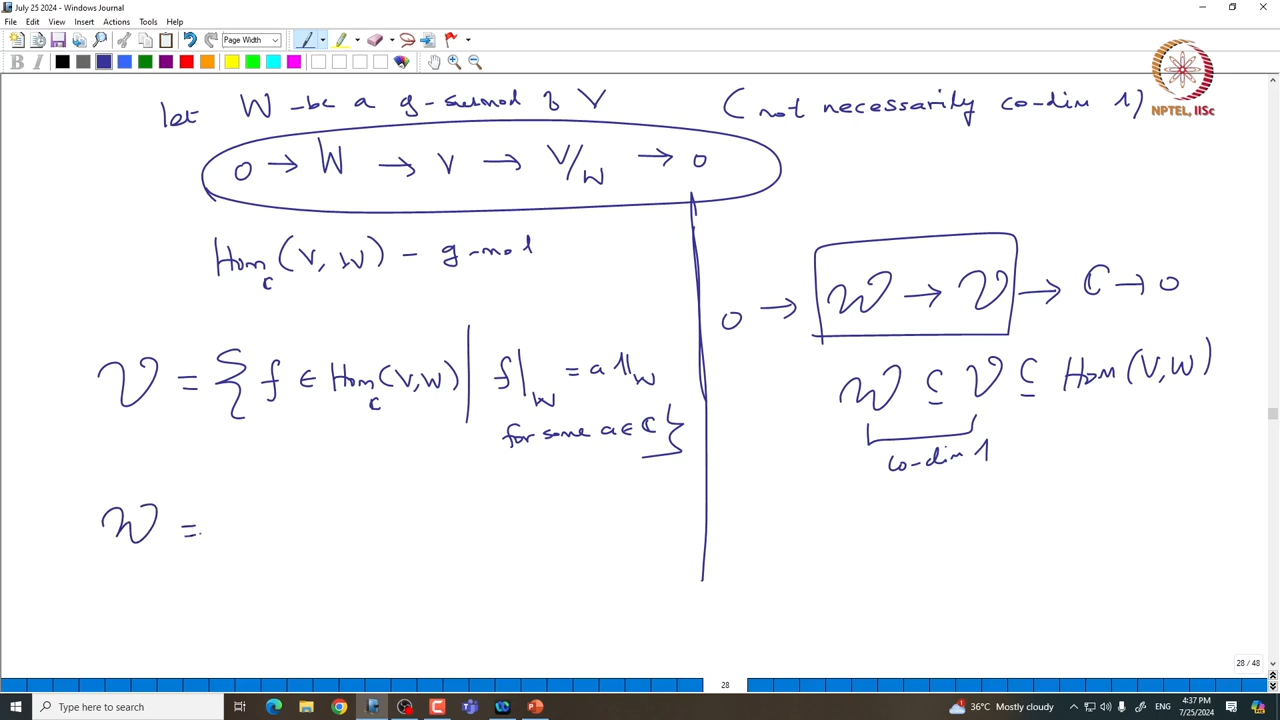 July 25 2024 - Windows Journal
File Edit View Insert Actions Tools Help
Page Width
B I
NPTEL, IISc
let W - be a g-submod of V (not necessarily co-dim 1)
0 → W → V → V/W → 0
Hom_C (V, W) - g-mod
0 → 𝒲 → 𝒱 → ℂ → 0
𝒲 ⊆ 𝒱 ⊆ Hom(V,W)
co-dim 1
𝒱 = { f ∈ Hom_C (V,W) | f|_W = a 1_W
for some a ∈ ℂ }
𝒲 =
28 / 48
28
Type here to search
36°C Mostly cloudy
4:37 PM
7/25/2024